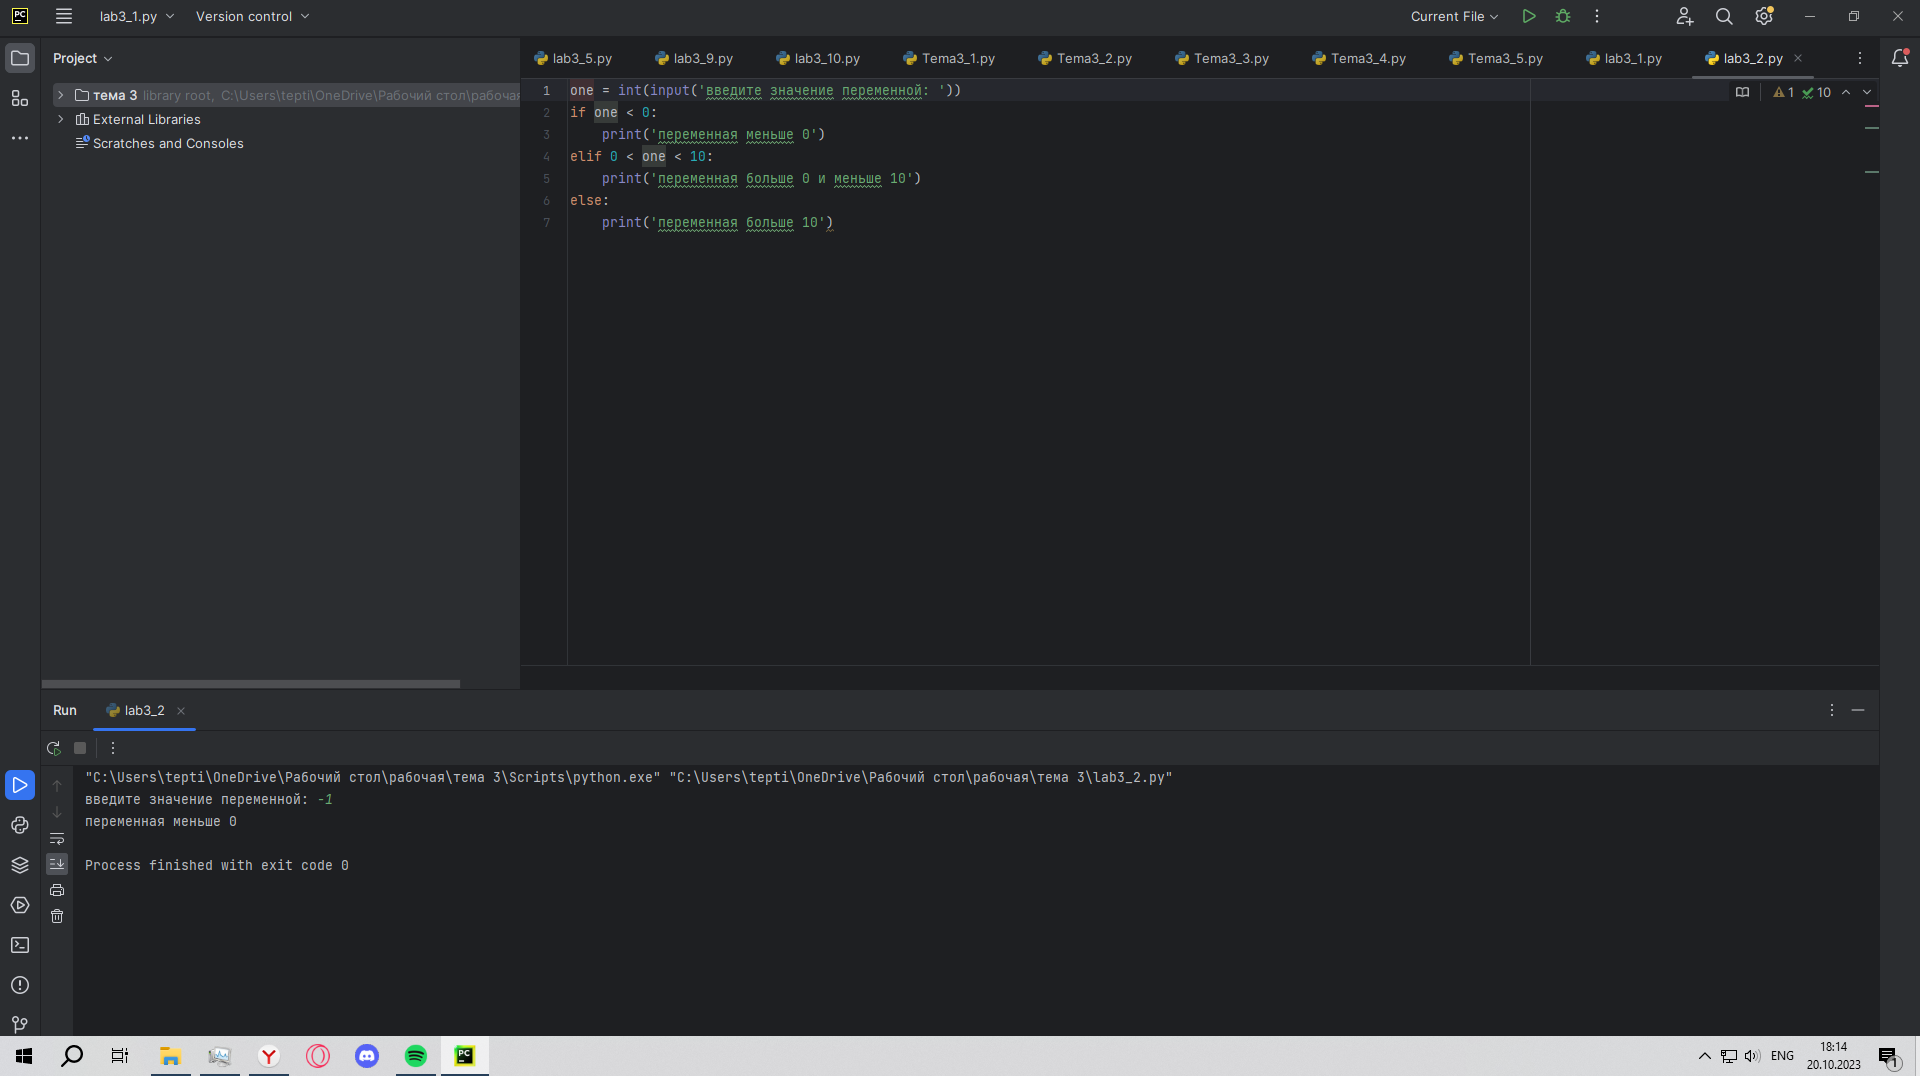 PC lab3_1.py Version control Current File
Project
lab3_5.py lab3_9.py lab3_10.py Tema3_1.py Tema3_2.py Tema3_3.py Tema3_4.py Tema3_5.py lab3_1.py lab3_2.py
тема 3 library root, C:\Users\tepti\OneDrive\Рабочий стол\рабочая
External Libraries
Scratches and Consoles
1 one = int(input('введите значение переменной: ')) 1 10
2 if one < 0:
3 print('переменная меньше 0')
4 elif 0 < one < 10:
5 print('переменная больше 0 и меньше 10')
6 else:
7 print('переменная больше 10')
Run lab3_2
"C:\Users\tepti\OneDrive\Рабочий стол\рабочая\тема 3\Scripts\python.exe" "C:\Users\tepti\OneDrive\Рабочий стол\рабочая\тема 3\lab3_2.py"
введите значение переменной: -1
переменная меньше 0
Process finished with exit code 0
PC ENG 18:14
20.10.2023 1